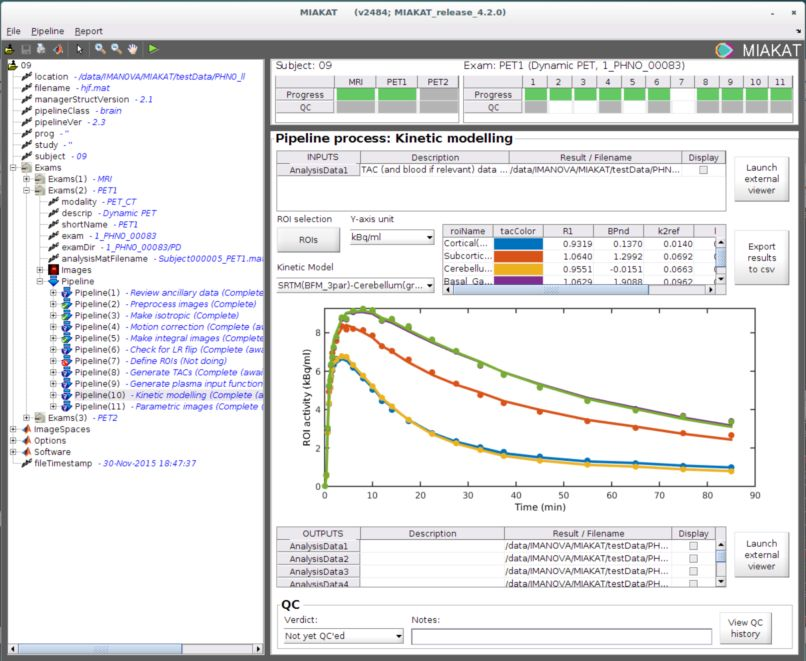 MIAKAT (v2484; MIAKAT_release_4.2.0)
File Pipeline Report
MIAKAT
09
location - /data/IMANOVA/MIAKAT/testData/PHNO_ll
filename - hjf.mat
managerStructVersion - 2.1
pipelineClass - brain
pipelineVer - 2.3
prog - ''
study - ''
subject - 09
Exams
Exams(1) - MRI
Exams(2) - PET1
modality - PET_CT
descrip - Dynamic PET
shortName - PET1
exam - 1_PHNO_00083
examDir - 1_PHNO_00083/PD
analysisMatFilename - Subject000005_PET1.ma
Images
Pipeline
Pipeline(1) - Review ancillary data (Complete
Pipeline(2) - Preprocess images (Complete)
Pipeline(3) - Make isotropic (Complete)
Pipeline(4) - Motion correction (Complete (aw
Pipeline(5) - Make integral images (Complete
Pipeline(6) - Check for LR flip (Complete (awa
Pipeline(7) - Define ROIs (Not doing)
Pipeline(8) - Generate TACs (Complete (awai
Pipeline(9) - Generate plasma input function
Pipeline(10) - Kinetic modelling (Complete (a
Pipeline(11) - Parametric images (Complete (
Exams(3) - PET2
ImageSpaces
Options
Software
fileTimestamp - 30-Nov-2015 18:47:37
Subject: 09
Exam: PET1 (Dynamic PET, 1_PHNO_00083)
MRI PET1 PET2
Progress
QC
1 2 3 4 5 6 7 8 9 10 11
Progress
QC
Pipeline process: Kinetic modelling
INPUTS Description Result / Filename Display
AnalysisData1 TAC (and blood if relevant) data ... /data/IMANOVA/MIAKAT/testData/PHN...
Launch external viewer
ROI selection
Y-axis unit
ROIs
kBq/ml
Kinetic Model
SRTM(BFM_3par)-Cerebellum(gr...
roiName tacColor R1 BPnd k2ref
Cortical(... 0.9319 0.1370 0.0140
Subcortic... 1.0640 1.2992 0.0692
Cerebellu... 0.9551 -0.0151 0.0663
Basal_Ga... 1.0629 1.9088 0.0962
Export results to csv
ROI activity (kBq/ml)
8
6
4
2
0
0 10 20 30 40 50 60 70 80 90
Time (min)
OUTPUTS Description Result / Filename Display
AnalysisData1 /data/IMANOVA/MIAKAT/testData/PH...
AnalysisData2 /data/IMANOVA/MIAKAT/testData/PH...
AnalysisData3 /data/IMANOVA/MIAKAT/testData/PH...
AnalysisData4 /data/IMANOVA/MIAKAT/testData/PH...
Launch external viewer
QC
Verdict:
Notes:
Not yet QC'ed
View QC history